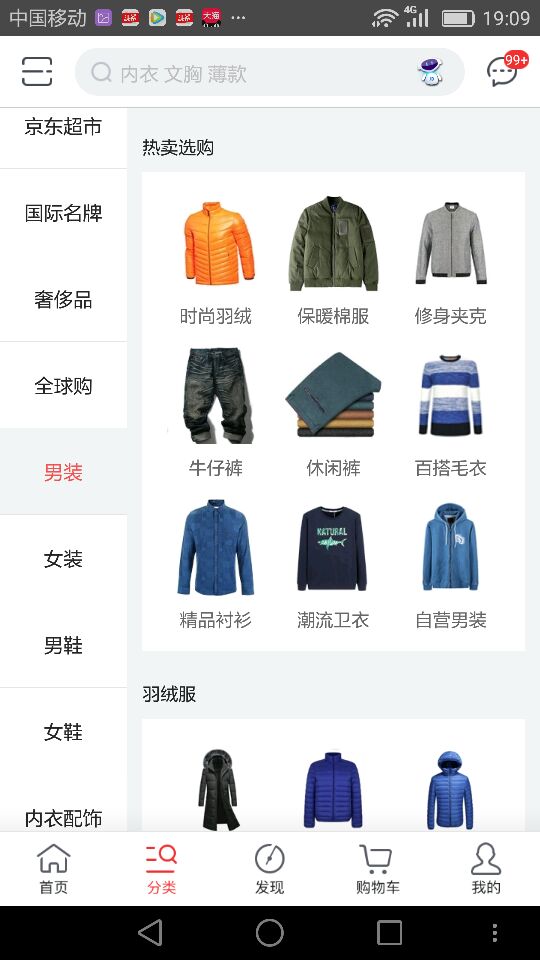 中国移动 4G 19:09
内衣 文胸 薄款
99+
京东超市
国际名牌
奢侈品
全球购
男装
女装
男鞋
女鞋
内衣配饰
热卖选购
时尚羽绒 保暖棉服 修身夹克
牛仔裤 休闲裤 百搭毛衣
NATURAL
精品衬衫 潮流卫衣 自营男装
羽绒服
首页 分类 发现 购物车 我的